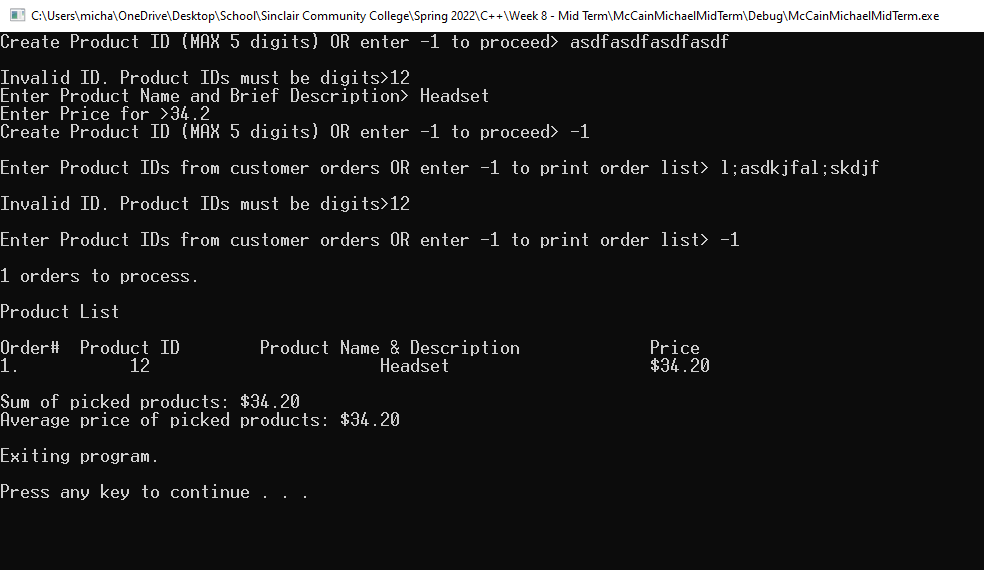 C:\Users\micha\OneDrive\Desktop\School\Sinclair Community College\Spring 2022\C++\Week 8 - Mid Term\McCainMichaelMidTerm\Debug\McCainMichaelMidTerm.exe
Create Product ID (MAX 5 digits) OR enter -1 to proceed> asdfasdfasdfasdf
Invalid ID. Product IDs must be digits>12
Enter Product Name and Brief Description> Headset
Enter Price for >34.2
Create Product ID (MAX 5 digits) OR enter -1 to proceed> -1
Enter Product IDs from customer orders OR enter -1 to print order list> l;asdkjfal;skdjf
Invalid ID. Product IDs must be digits>12
Enter Product IDs from customer orders OR enter -1 to print order list> -1
1 orders to process.
Product List
Order#  Product ID        Product Name & Description             Price
1.           12                       Headset                    $34.20
Sum of picked products: $34.20
Average price of picked products: $34.20
Exiting program.
Press any key to continue . . .